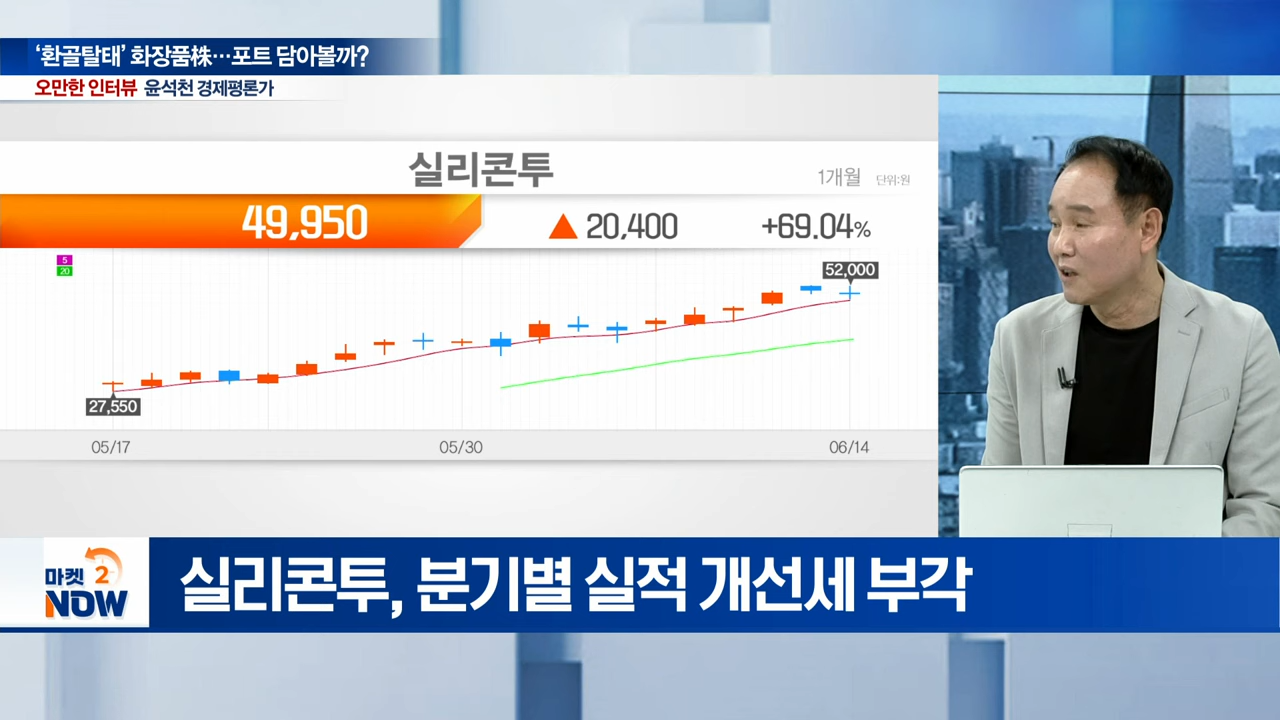 ‘환골탈태’ 화장품株…포트 담아볼까?
오만한 인터뷰 윤석천 경제평론가
실리콘투
1개월 단위:원
49,950 ▲ 20,400 +69.04%
5
20
52,000
27,550
05/17 05/30 06/14
마켓 2
NOW
실리콘투, 분기별 실적 개선세 부각